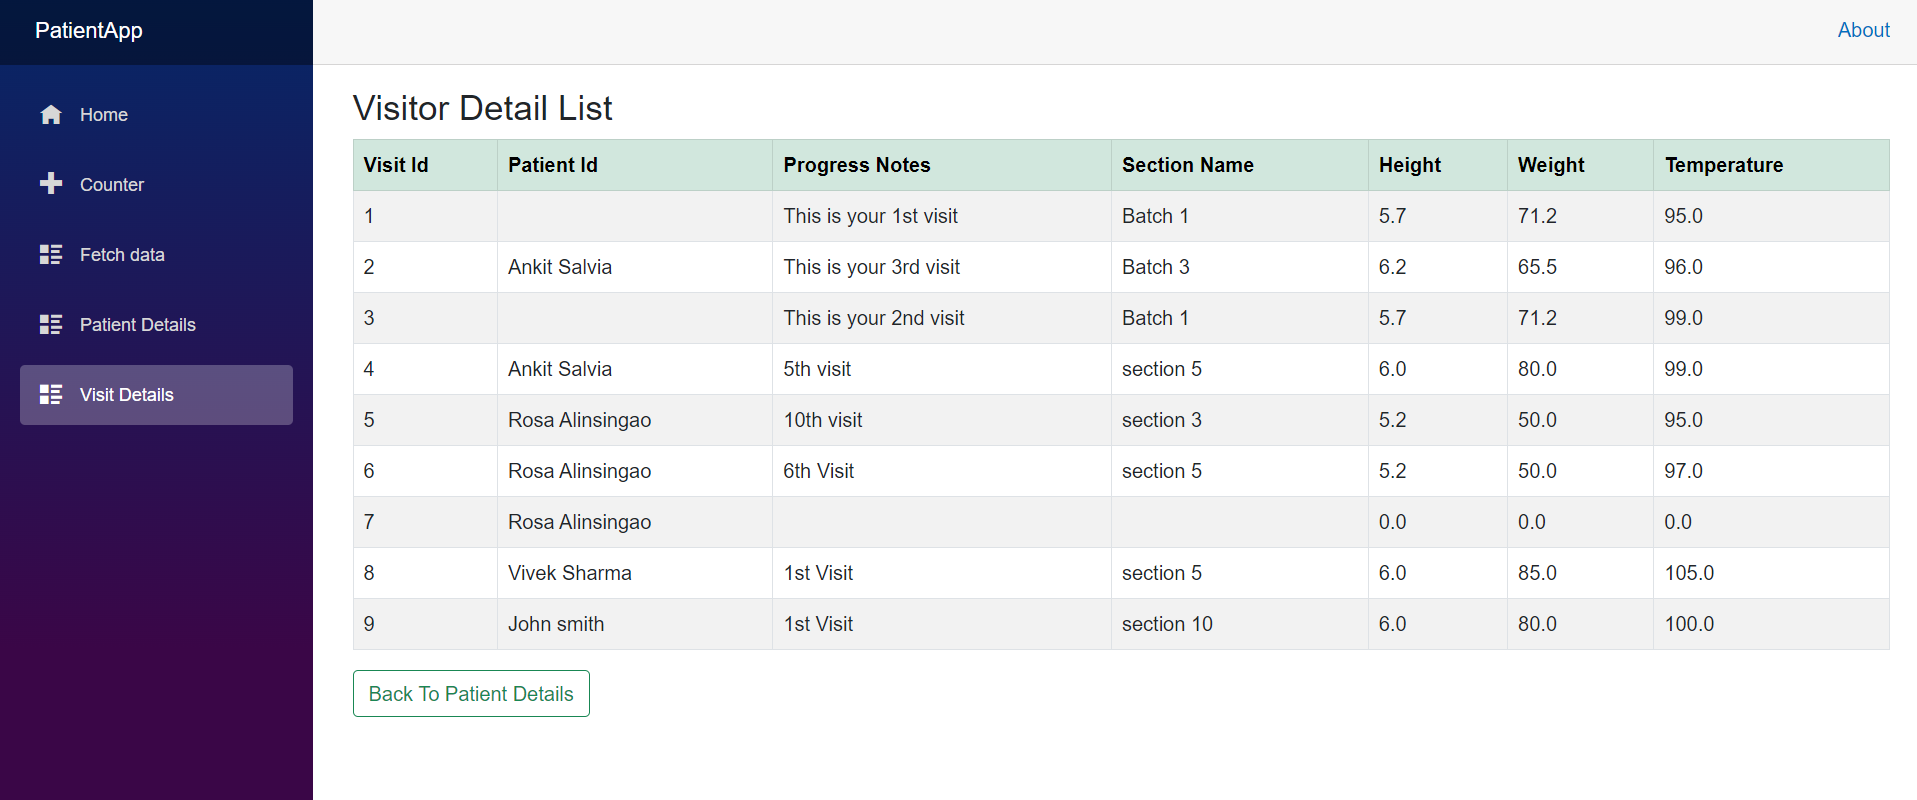 PatientApp
About
Home
Counter
Fetch data
Patient Details
Visit Details
Visitor Detail List
Visit Id Patient Id Progress Notes Section Name Height Weight Temperature
1 This is your 1st visit Batch 1 5.7 71.2 95.0
2 Ankit Salvia This is your 3rd visit Batch 3 6.2 65.5 96.0
3 This is your 2nd visit Batch 1 5.7 71.2 99.0
4 Ankit Salvia 5th visit section 5 6.0 80.0 99.0
5 Rosa Alinsingao 10th visit section 3 5.2 50.0 95.0
6 Rosa Alinsingao 6th Visit section 5 5.2 50.0 97.0
7 Rosa Alinsingao 0.0 0.0 0.0
8 Vivek Sharma 1st Visit section 5 6.0 85.0 105.0
9 John smith 1st Visit section 10 6.0 80.0 100.0
Back To Patient Details